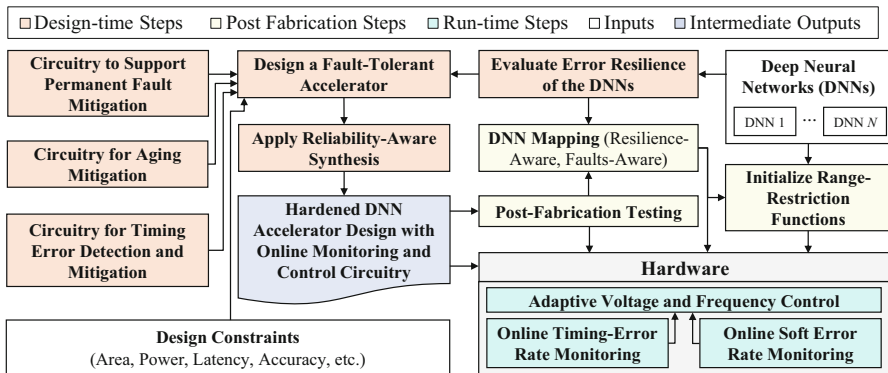 Design-time Steps
Post Fabrication Steps
Run-time Steps
Inputs
Intermediate Outputs
Circuitry to Support
Permanent Fault
Mitigation
Circuitry for Aging
Mitigation
Circuitry for Timing
Error Detection and
Mitigation
Design a Fault-Tolerant
Accelerator
Apply Reliability-Aware
Synthesis
Hardened DNN
Accelerator Design with
Online Monitoring and
Control Circuitry
Design Constraints
(Area, Power, Latency, Accuracy, etc.)
Evaluate Error Resilience
of the DNNs
DNN Mapping (Resilience-
Aware, Faults-Aware)
Post-Fabrication Testing
Deep Neural
Networks (DNNs)
DNN 1 ··· DNN N
Initialize Range-
Restriction
Functions
Hardware
Adaptive Voltage and Frequency Control
Online Timing-Error
Rate Monitoring
Online Soft Error
Rate Monitoring